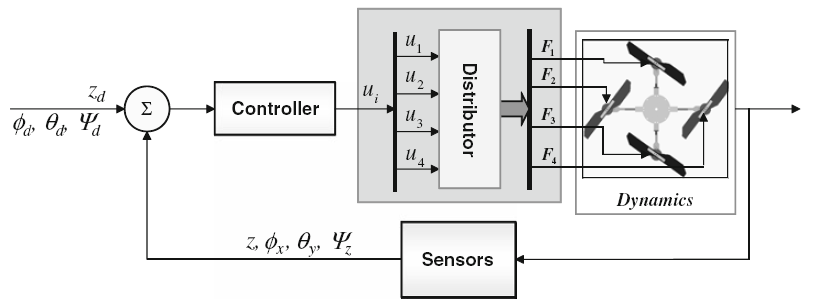 z_d
ϕ_d, θ_d, Ψ_d
Σ
Controller
u_i
u_1
u_2
u_3
u_4
Distributor
F_1
F_2
F_3
F_4
Dynamics
z, ϕ_x, θ_y, Ψ_z
Sensors